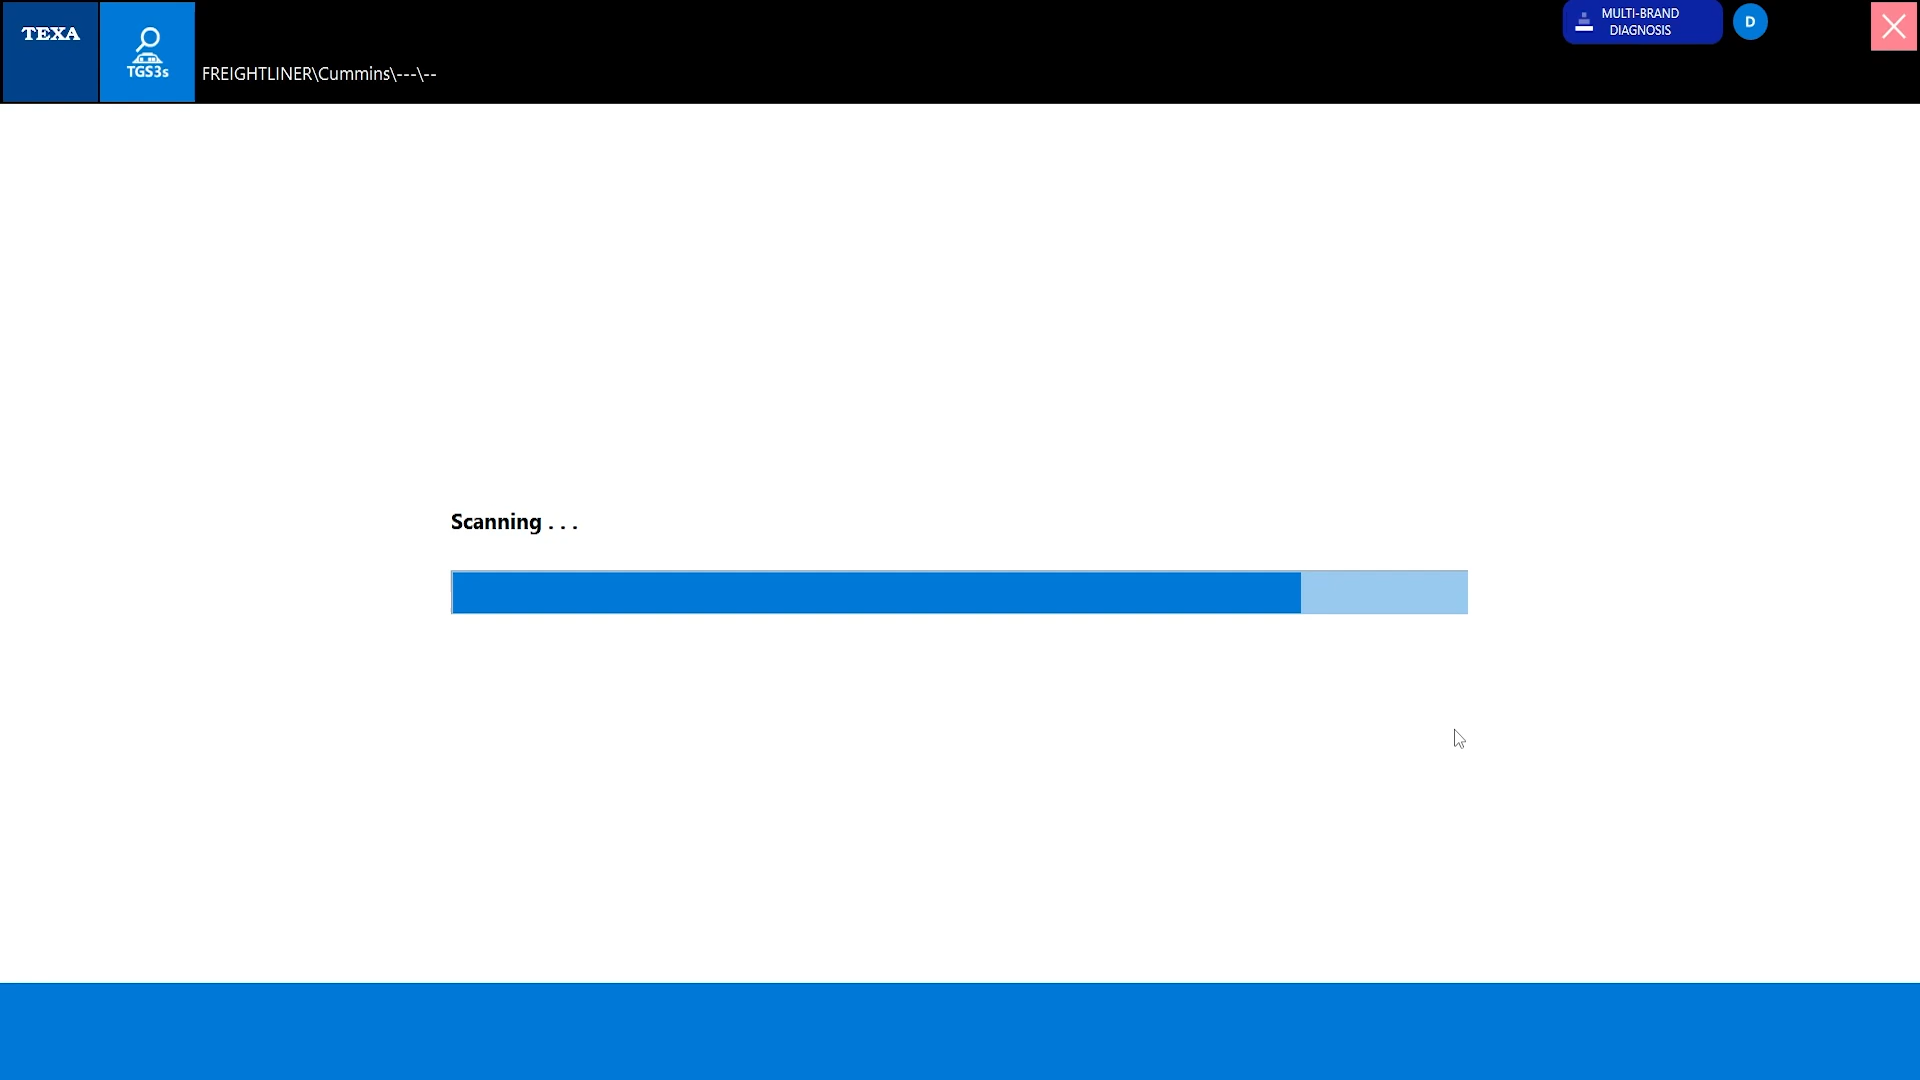 TEXA
TGS3s
FREIGHTLINER\Cummins\---\--
MULTI-BRAND
DIAGNOSIS
D
Scanning . . .